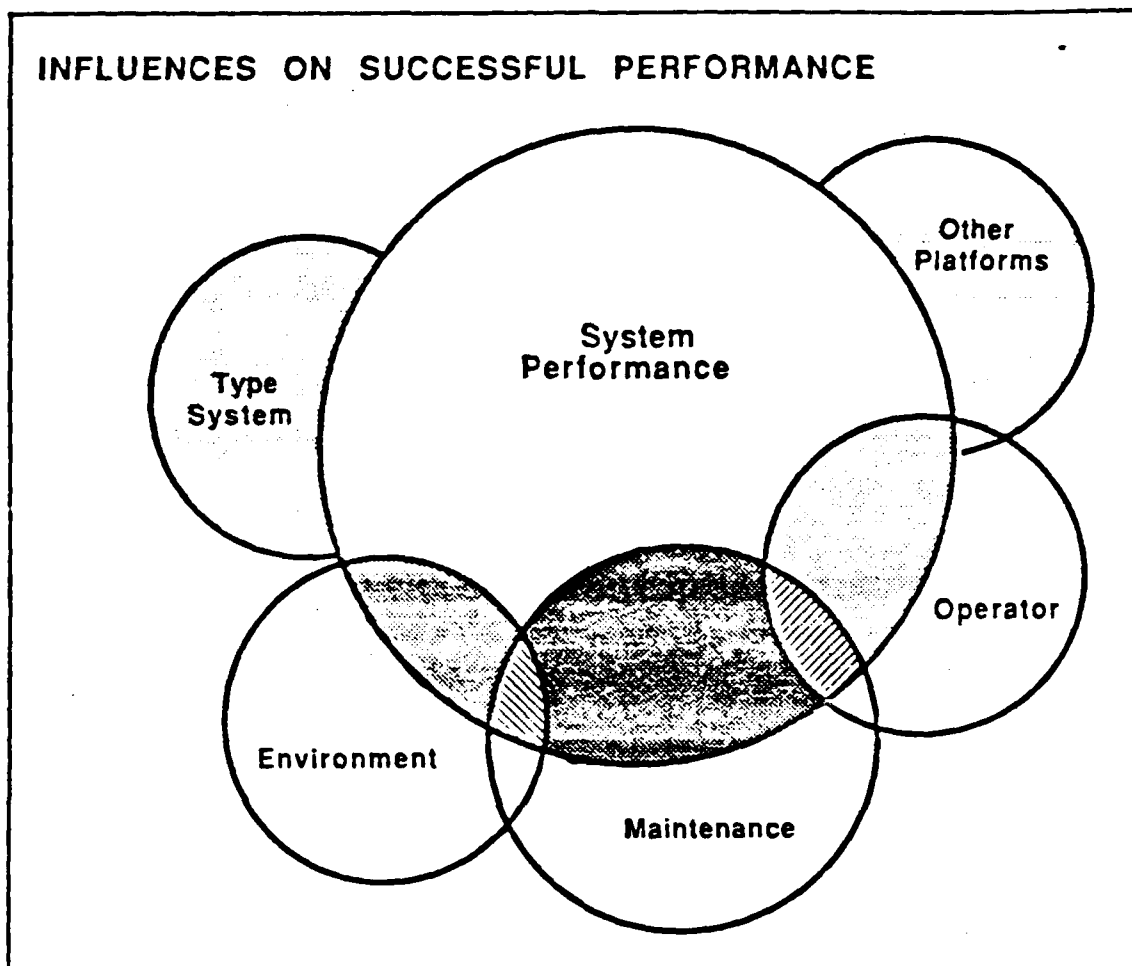 INFLUENCES ON SUCCESSFUL PERFORMANCE
Other
Platforms
System
Performance
Type
System
Operator
Environment
Maintenance